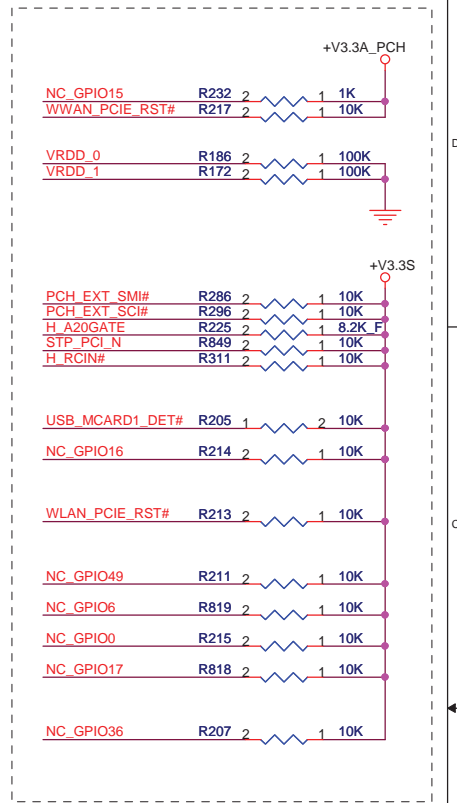 +V3.3A_PCH
NC_GPIO15 R232 2 1 1K
WWAN_PCIE_RST# R217 2 1 10K
VRDD_0 R186 2 1 100K
VRDD_1 R172 2 1 100K
+V3.3S
PCH_EXT_SMI# R286 2 1 10K
PCH_EXT_SCI# R296 2 1 10K
H_A20GATE R225 2 1 8.2K_F
STP_PCI_N R849 2 1 10K
H_RCIN# R311 2 1 10K
USB_MCARD1_DET# R205 1 2 10K
NC_GPIO16 R214 2 1 10K
WLAN_PCIE_RST# R213 2 1 10K
NC_GPIO49 R211 2 1 10K
NC_GPIO6 R819 2 1 10K
NC_GPIO0 R215 2 1 10K
NC_GPIO17 R818 2 1 10K
NC_GPIO36 R207 2 1 10K
D